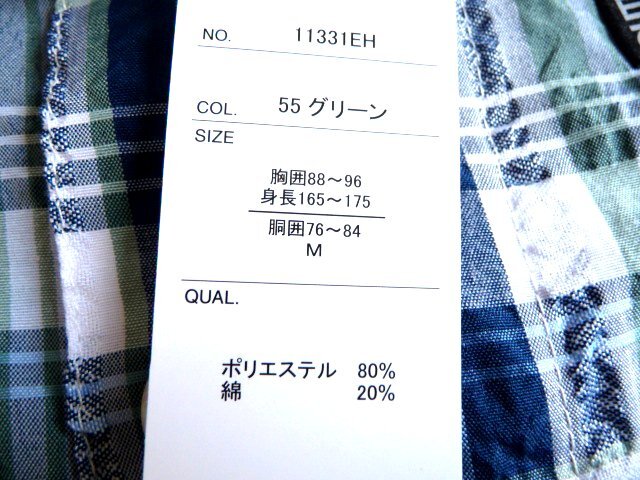 NO. 11331EH
COL. 55 グリーン
SIZE
胸囲88～96
身長165～175
胴囲76～84
M
QUAL.
ポリエステル 80%
綿 20%